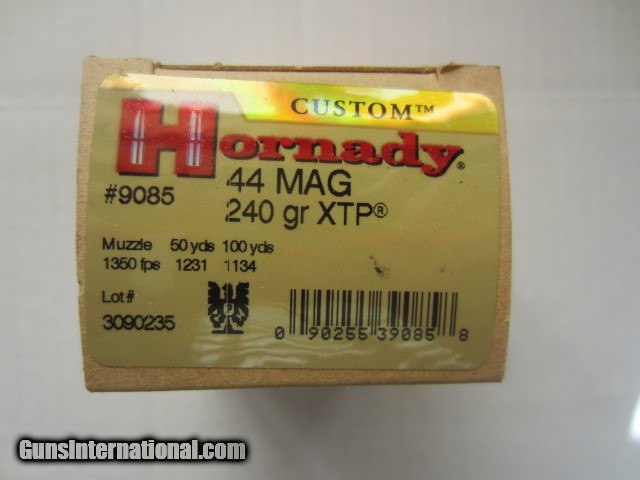 CUSTOM™
Hornady®
#9085
44 MAG
240 gr XTP®
Muzzle 50 yds 100 yds
1350 fps 1231 1134
Lot#
3090235
0 90255 39085 8
GunsInternational.com